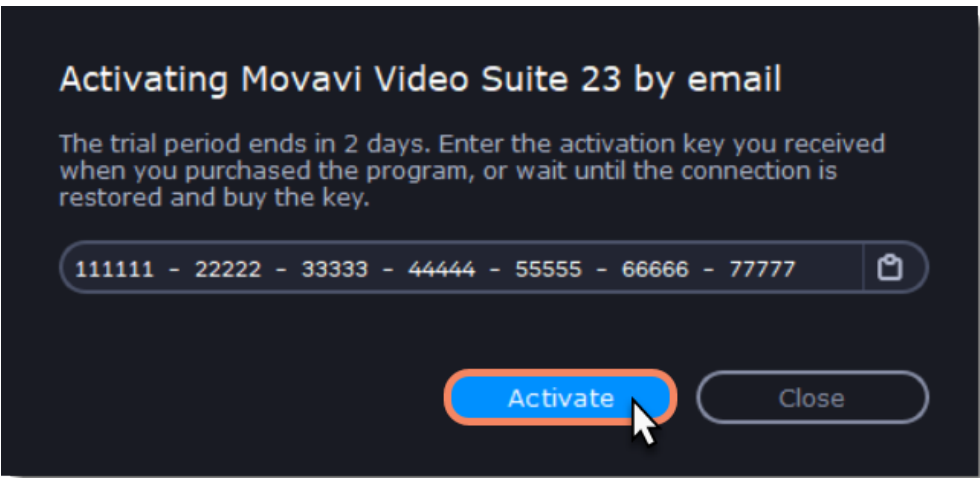 Activating Movavi Video Suite 23 by email
The trial period ends in 2 days. Enter the activation key you received
when you purchased the program, or wait until the connection is
restored and buy the key.
111111 - 22222 - 33333 - 44444 - 55555 - 66666 - 77777
Activate
Close